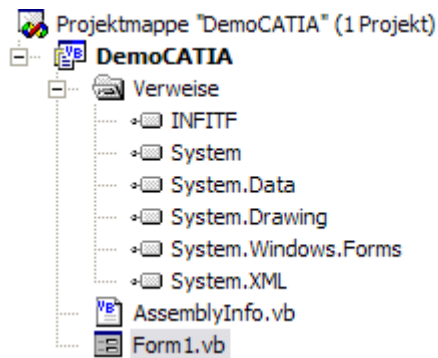 Projektmappe "DemoCATIA" (1 Projekt)
DemoCATIA
Verweise
INFITF
System
System.Data
System.Drawing
System.Windows.Forms
System.XML
AssemblyInfo.vb
Form1.vb